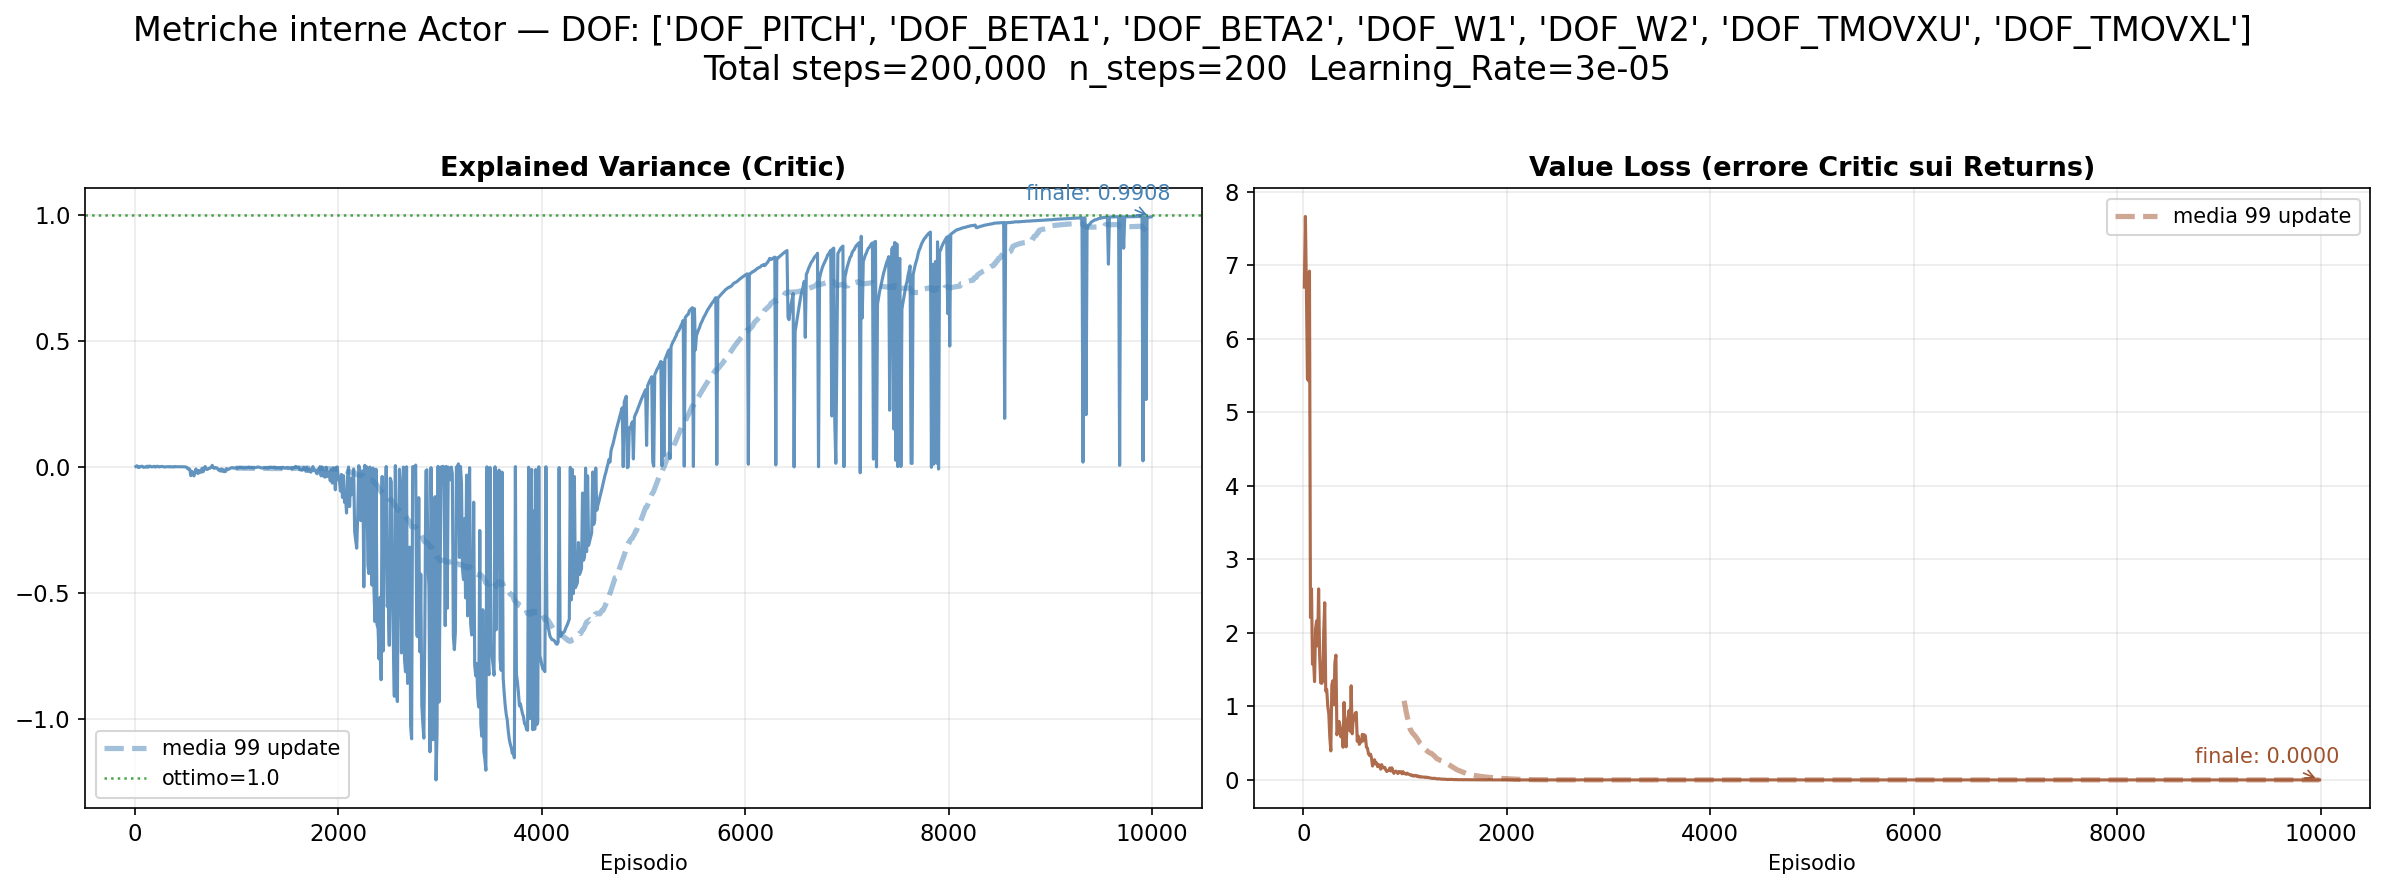 Metriche interne Actor — DOF: ['DOF_PITCH', 'DOF_BETA1', 'DOF_BETA2', 'DOF_W1', 'DOF_W2', 'DOF_TMOVXU', 'DOF_TMOVXL']
Total steps=200,000  n_steps=200  Learning_Rate=3e-05
Explained Variance (Critic)
finale: 0.9908
1.0
0.5
0.0
−0.5
−1.0
media 99 update
ottimo=1.0
0 2000 4000 6000 8000 10000
Episodio
Value Loss (errore Critic sui Returns)
8
7
6
5
4
3
2
1
0
media 99 update
finale: 0.0000
0 2000 4000 6000 8000 10000
Episodio